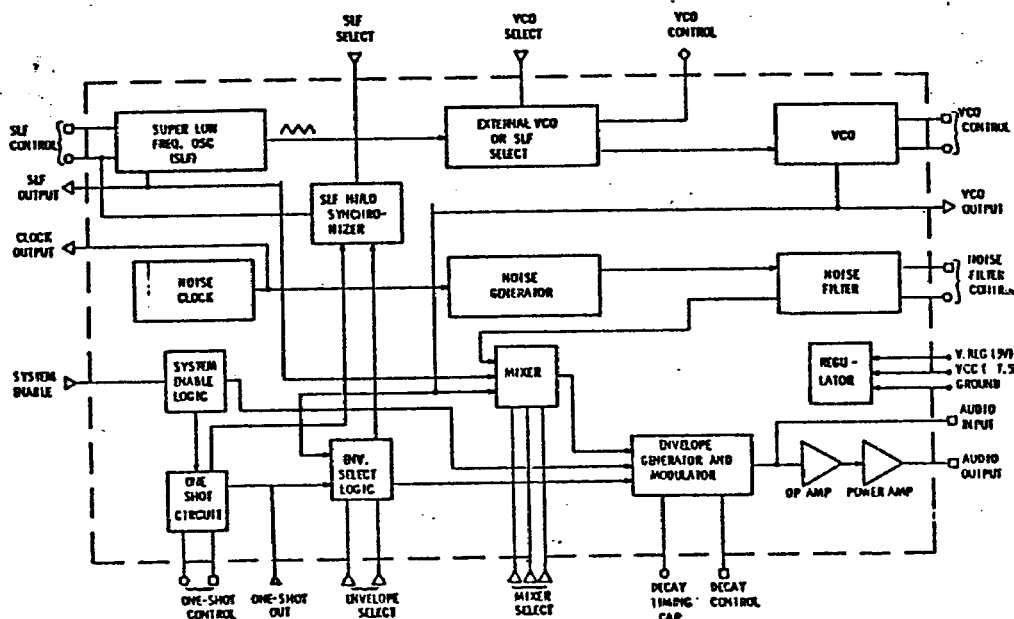 SLF
SELECT
VCO
SELECT
VCO
CONTROL
SLF
CONTROL
SUPER LOW
FREQ. OSC
(SLF)
EXTERNAL VCO
OR SLF
SELECT
VCO
VCO
CONTROL
SLF
OUTPUT
SLF HI/LO
SYNCHRO-
NIZER
VCO
OUTPUT
CLOCK
OUTPUT
NOISE
CLOCK
NOISE
GENERATOR
NOISE
FILTER
NOISE
FILTER
SYSTEM
ENABLE
SYSTEM
ENABLE
LOGIC
MIXER
REGU-
LATOR
V.REG
VCC
GROUND
AUDIO
INPUT
ONE
SHOT
CIRCUIT
ENV.
SELECT
LOGIC
ENVELOPE
GENERATOR AND
MODULATOR
OP AMP
POWER AMP
AUDIO
OUTPUT
ONE-SHOT
CONTROL
ONE-SHOT
OUT
ENVELOPE
SELECT
MIXER
SELECT
DECAY
TIMING
CAP
DECAY
CONTROL